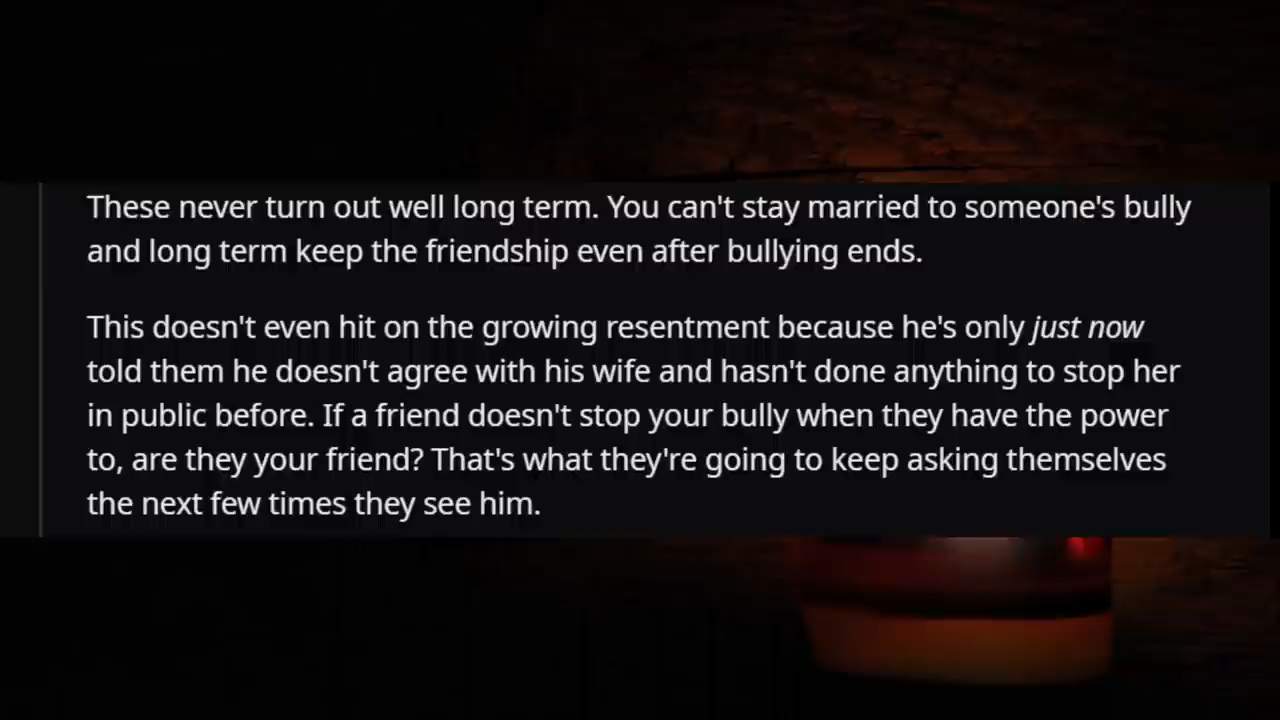 These never turn out well long term. You can't stay married to someone's bully
and long term keep the friendship even after bullying ends.
This doesn't even hit on the growing resentment because he's only just now
told them he doesn't agree with his wife and hasn't done anything to stop her
in public before. If a friend doesn't stop your bully when they have the power
to, are they your friend? That's what they're going to keep asking themselves
the next few times they see him.